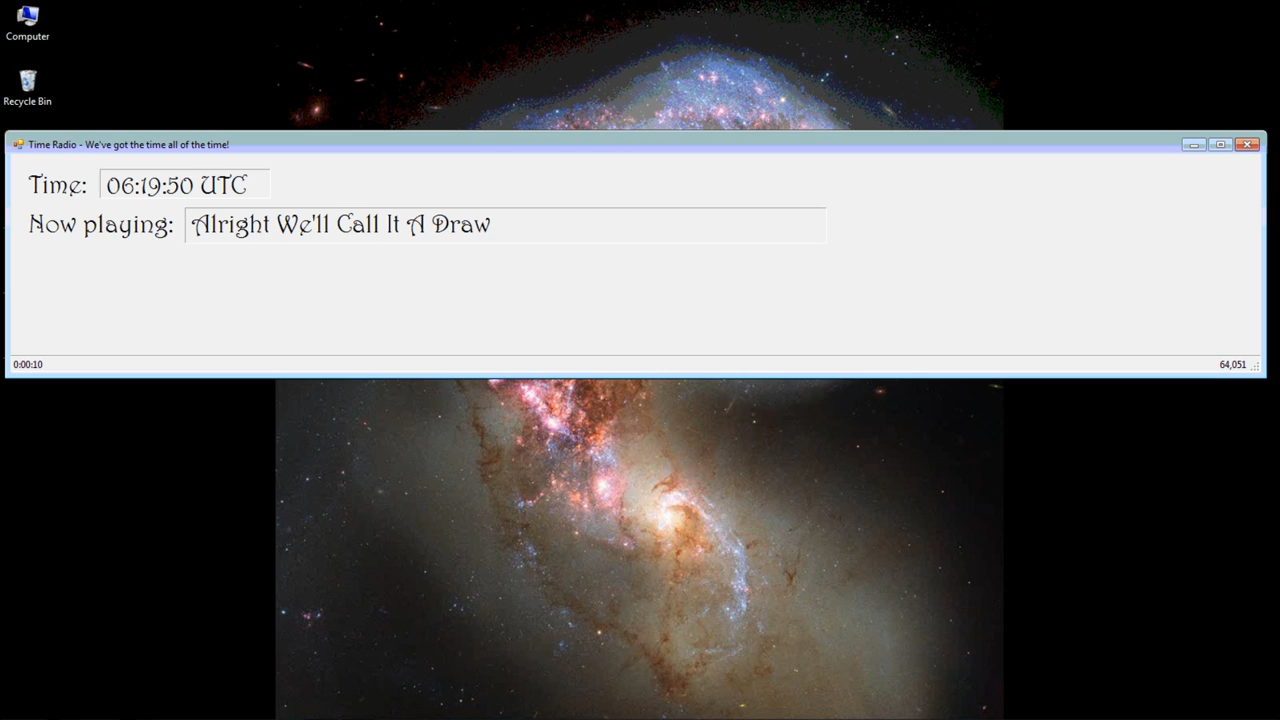 Computer
Recycle Bin
Time Radio - We've got the time all of the time!
Time: 06:19:50 UTC
Now playing: Alright We'll Call It A Draw
0:00:10 64,051